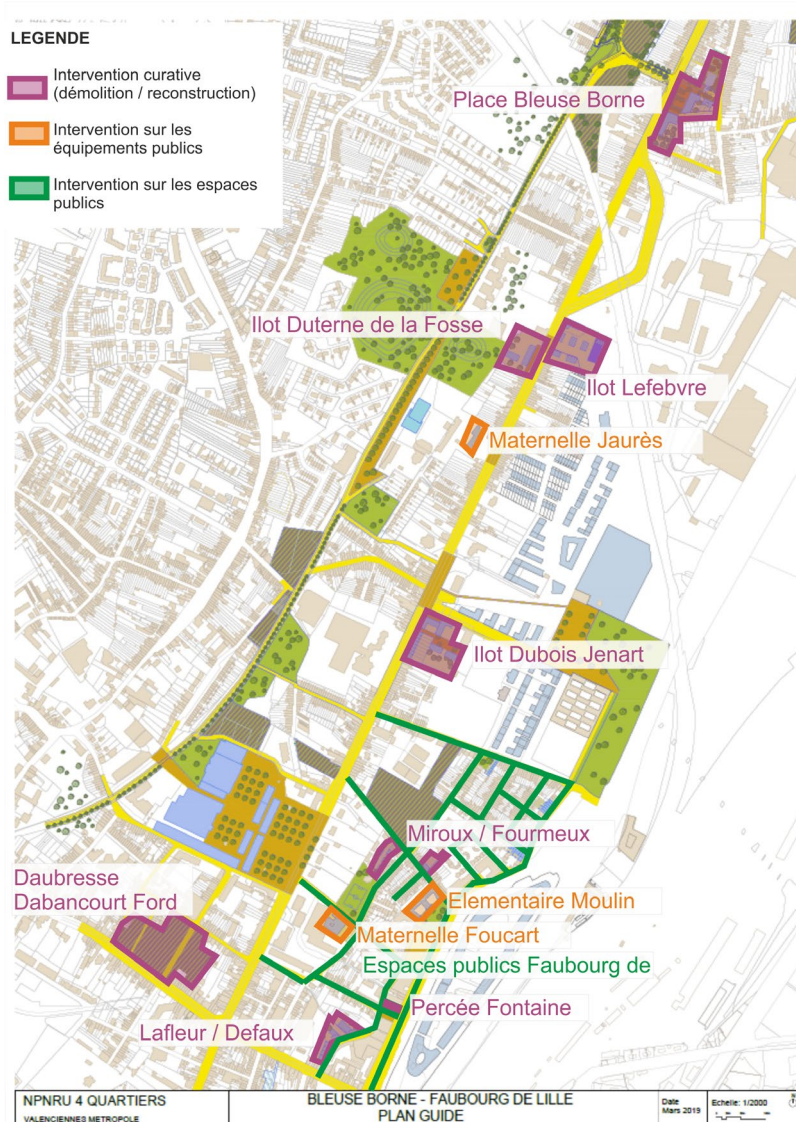 LEGENDE
Intervention curative
(démolition / reconstruction)
Intervention sur les
équipements publics
Intervention sur les espaces
publics
Place Bleuse Borne
Ilot Duterne de la Fosse
Ilot Lefebvre
Maternelle Jaurès
Ilot Dubois Jenart
Miroux / Fourmeux
Daubresse
Dabancourt Ford
Elementaire Moulin
Maternelle Foucart
Espaces publics Faubourg de
Percée Fontaine
Lafleur / Defaux
NPNRU 4 QUARTIERS
VALENCIENNES METROPOLE
BLEUSE BORNE - FAUBOURG DE LILLE
PLAN GUIDE
Date
Mars 2019
Echelle: 1/2000